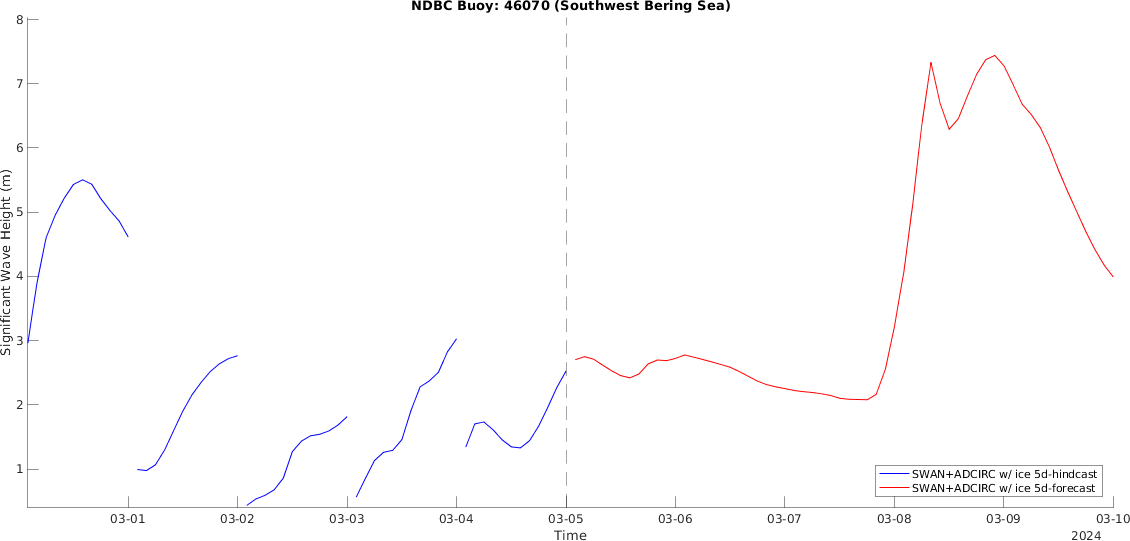 NDBC Buoy: 46070 (Southwest Bering Sea)
8
7
6
5
4
3
2
1
Significant Wave Height (m)
SWAN+ADCIRC w/ ice 5d-hindcast
SWAN+ADCIRC w/ ice 5d-forecast
03-01 03-02 03-03 03-04 03-05 03-06 03-07 03-08 03-09 03-10
Time
2024